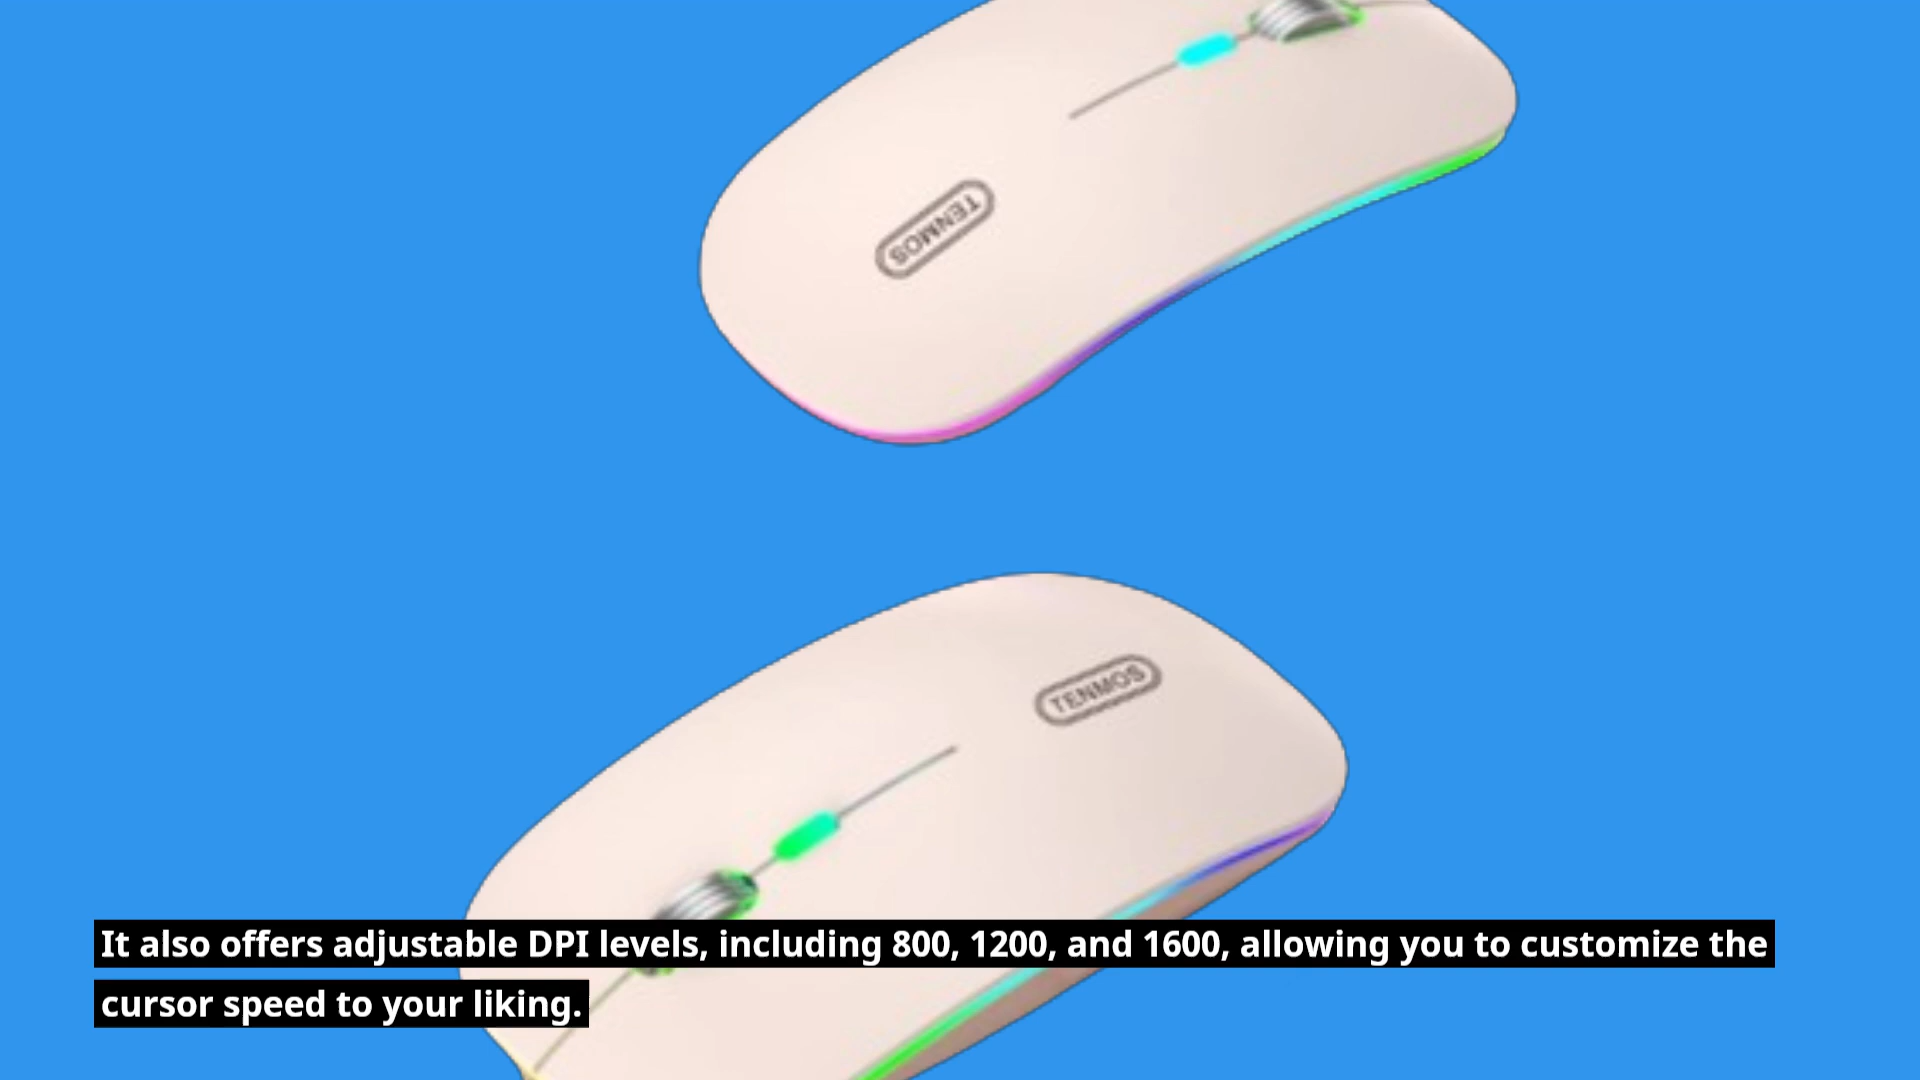 TENMOS
TENMOS
It also offers adjustable DPI levels, including 800, 1200, and 1600, allowing you to customize the
cursor speed to your liking.